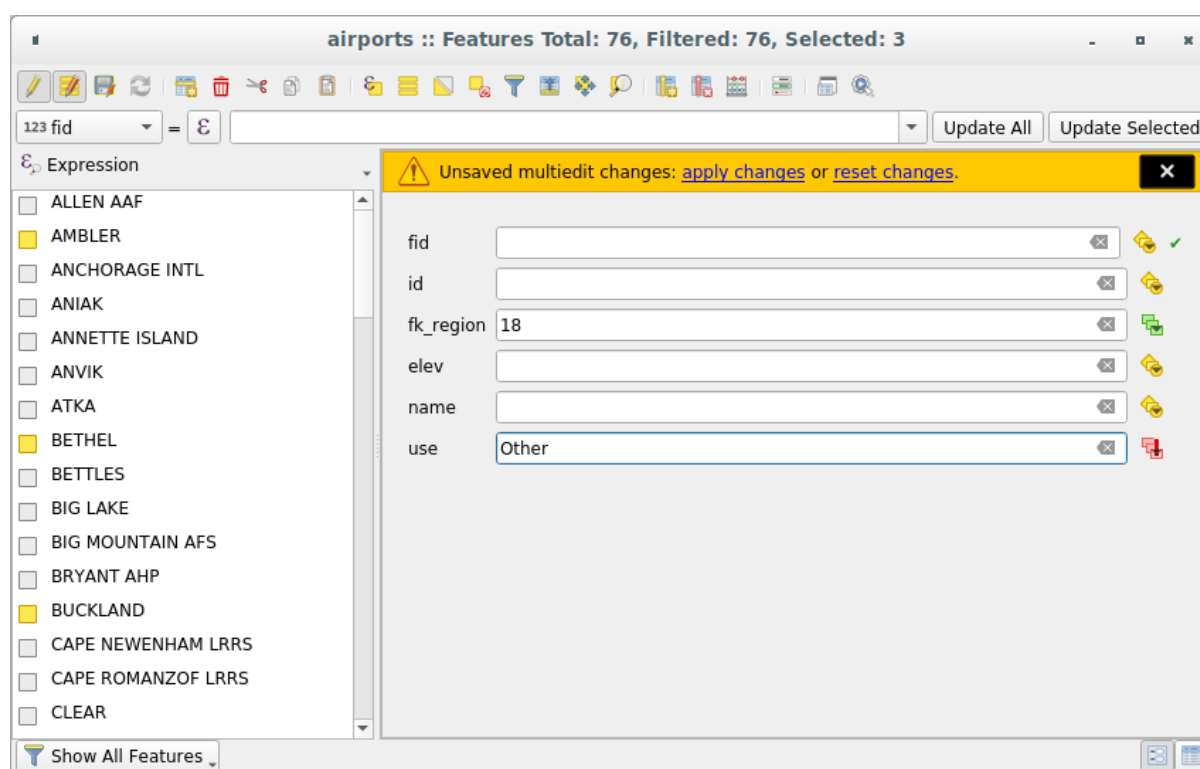 airports :: Features Total: 76, Filtered: 76, Selected: 3
123 fid = ε Update All Update Selected
Expression
Unsaved multiedit changes: apply changes or reset changes.
ALLEN AAF
AMBLER
ANCHORAGE INTL
ANIAK
ANNETTE ISLAND
ANVIK
ATKA
BETHEL
BETTLES
BIG LAKE
BIG MOUNTAIN AFS
BRYANT AHP
BUCKLAND
CAPE NEWENHAM LRRS
CAPE ROMANZOF LRRS
CLEAR
fid
id
fk_region 18
elev
name
use Other
Show All Features